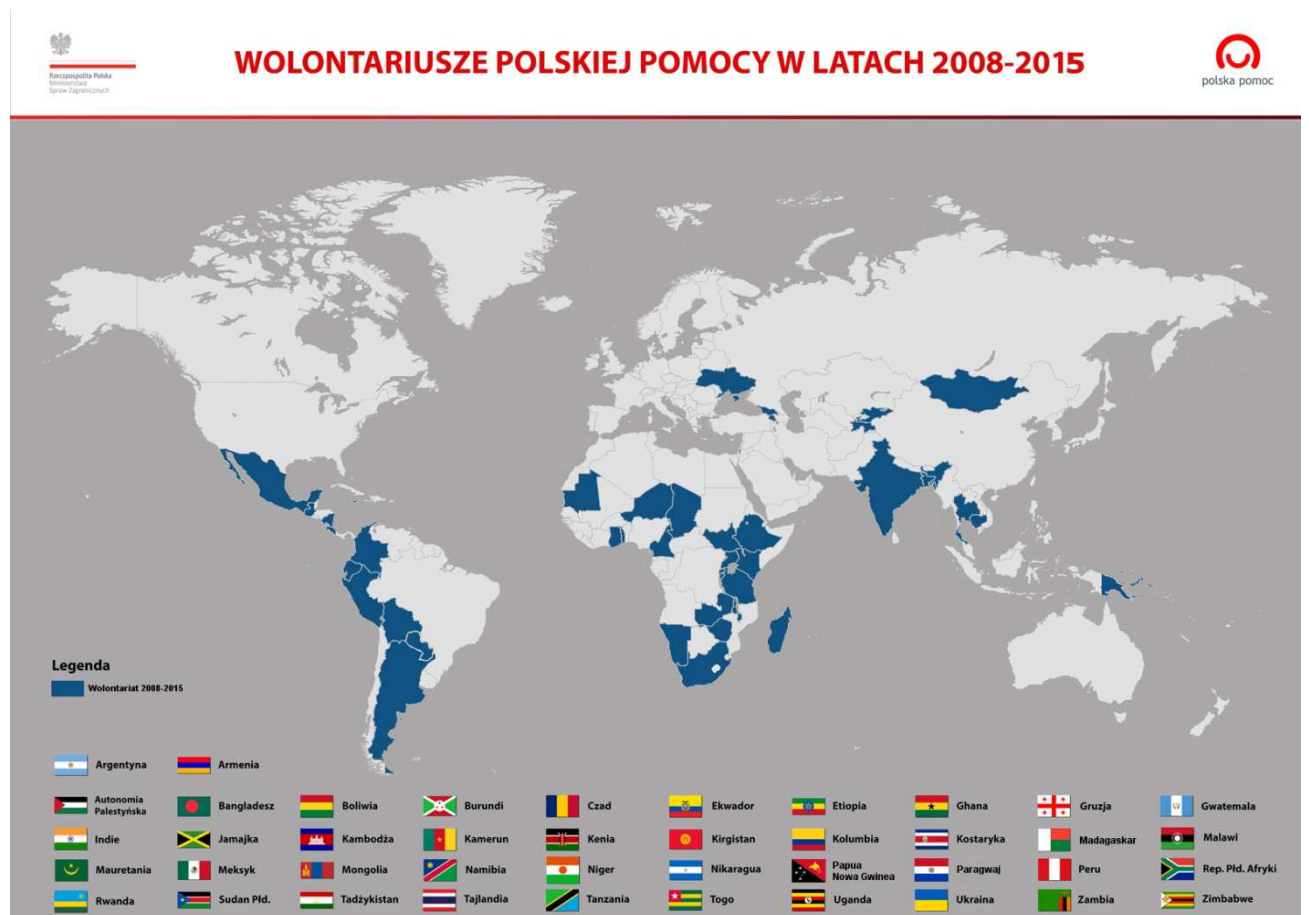 Rzeczpospolita Polska
Ministerstwo
Spraw Zagranicznych
WOLONTARIUSZE POLSKIEJ POMOCY W LATACH 2008-2015
polska pomoc
Legenda
Wolontariat 2008-2015
Argentyna Armenia
Autonomia Palestyńska Bangladesz Boliwia Burundi Czad Ekwador Etiopia Ghana Gruzja Gwatemala
Indie Jamajka Kambodża Kamerun Kenia Kirgistan Kolumbia Kostaryka Madagaskar Malawi
Mauretania Meksyk Mongolia Namibia Niger Nikaragua Papua Nowa Gwinea Paragwaj Peru Rep. Płd. Afryki
Rwanda Sudan Płd. Tadżykistan Tajlandia Tanzania Togo Uganda Ukraina Zambia Zimbabwe